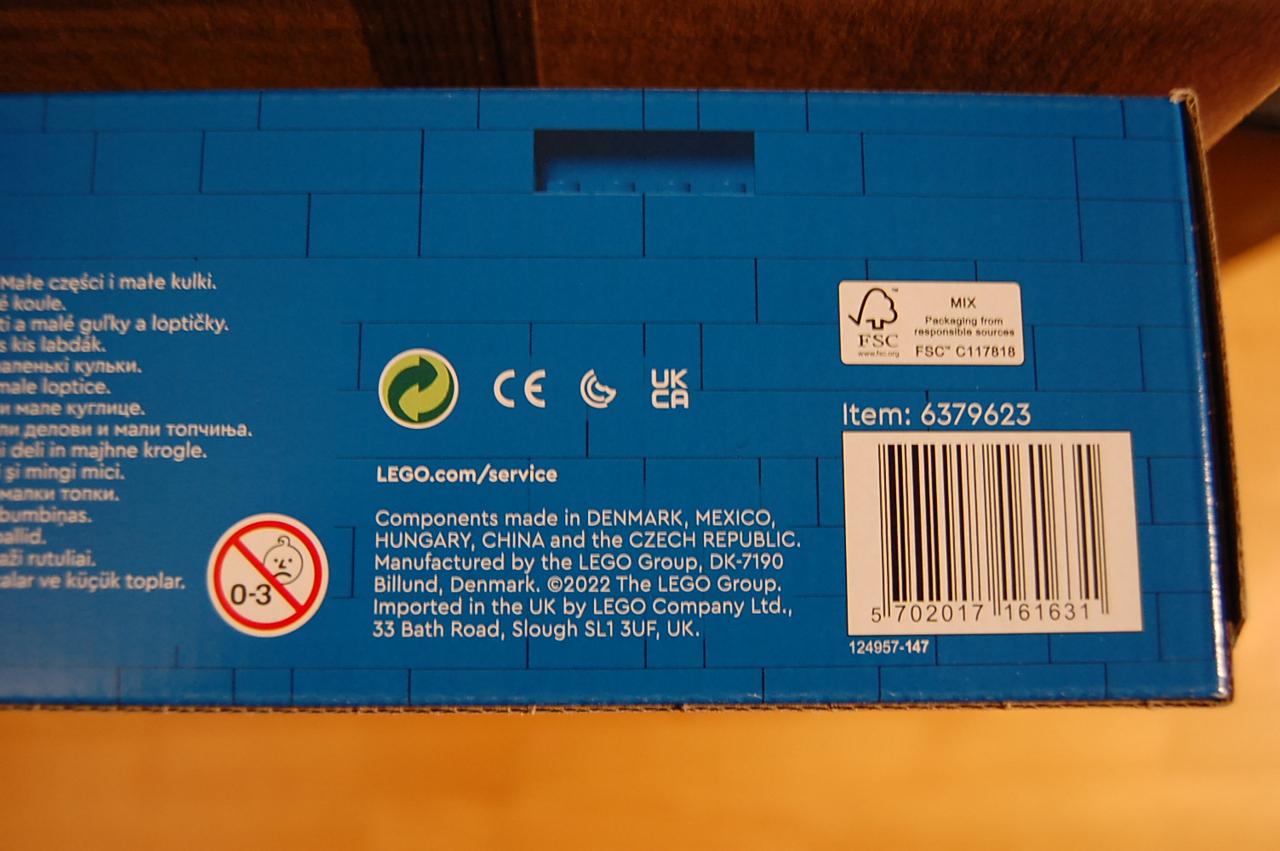 Małe części i małe kulki.
é koule.
ti a malé guľky a loptičky.
s kis labdák.
аленькі кульки.
male loptice.
и мале куглице.
ли делови и мали топчиња.
i deli in majhne krogle.
și mingi mici.
малки топки.
bumbiņas.
pallid.
aži rutuliai.
alar ve küçük toplar.
0-3
CE
UK
CA
LEGO.com/service
Components made in DENMARK, MEXICO,
HUNGARY, CHINA and the CZECH REPUBLIC.
Manufactured by the LEGO Group, DK-7190
Billund, Denmark. ©2022 The LEGO Group.
Imported in the UK by LEGO Company Ltd.,
33 Bath Road, Slough SL1 3UF, UK.
FSC
www.fsc.org
MIX
Packaging from
responsible sources
FSC™ C117818
Item: 6379623
5 702017 161631
124957-147